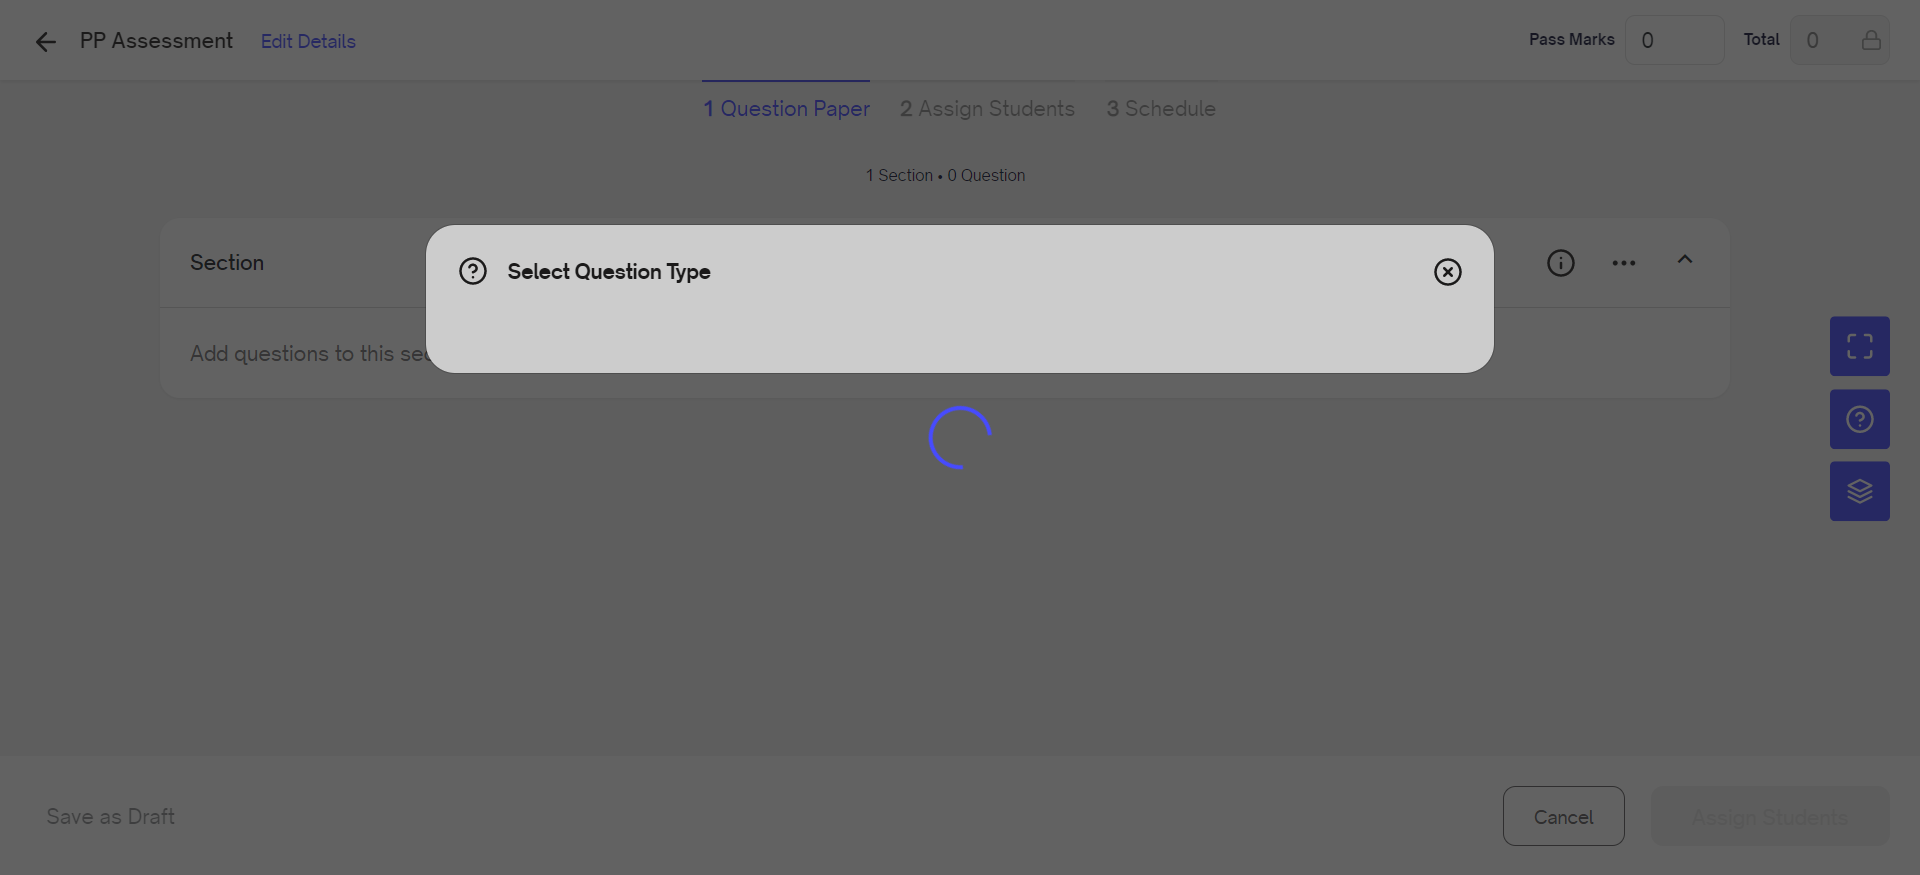 PP Assessment Edit Details Pass Marks 0 Total 0
1 Question Paper 2 Assign Students 3 Schedule
1 Section • 0 Question
Section
Select Question Type
Add questions to this
Save as Draft Cancel Assign Students